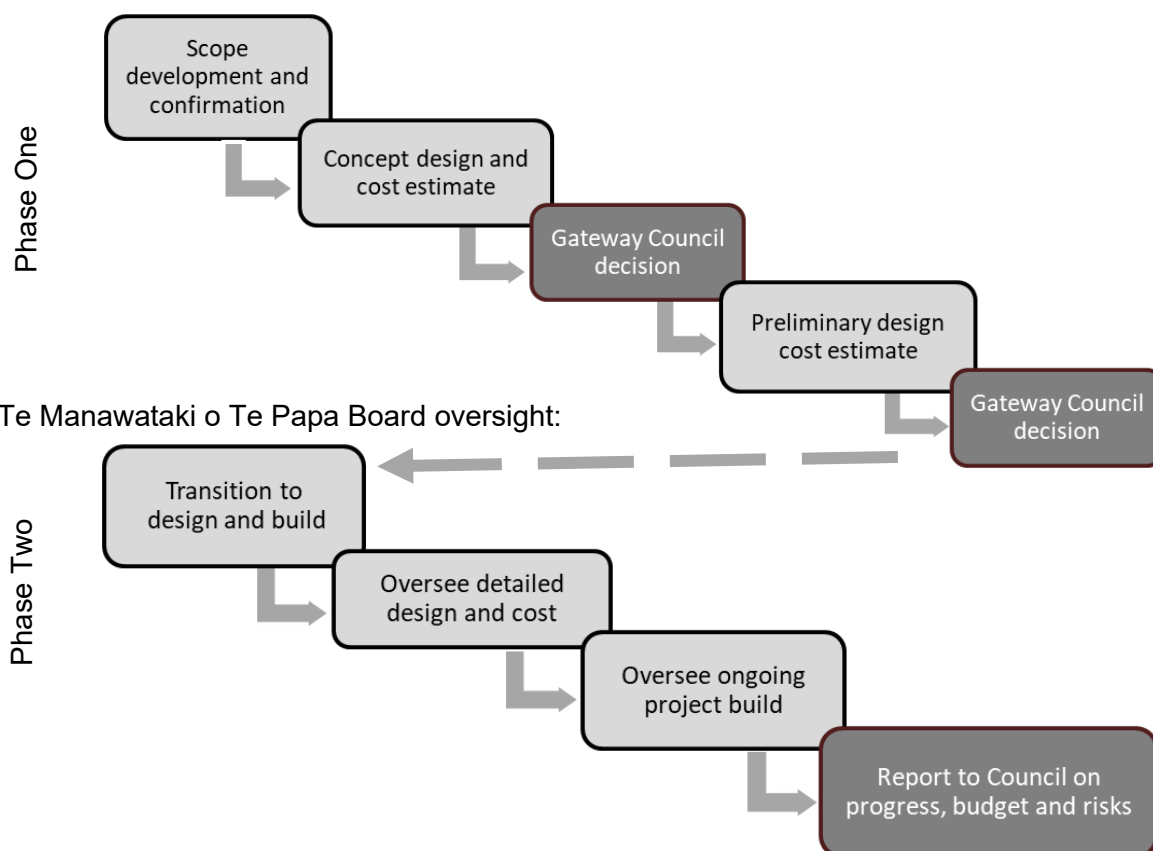 Phase One
Scope
development and
confirmation
Concept design and
cost estimate
Gateway Council
decision
Preliminary design
cost estimate
Gateway Council
decision
Te Manawataki o Te Papa Board oversight:
Phase Two
Transition to
design and build
Oversee detailed
design and cost
Oversee ongoing
project build
Report to Council on
progress, budget and risks